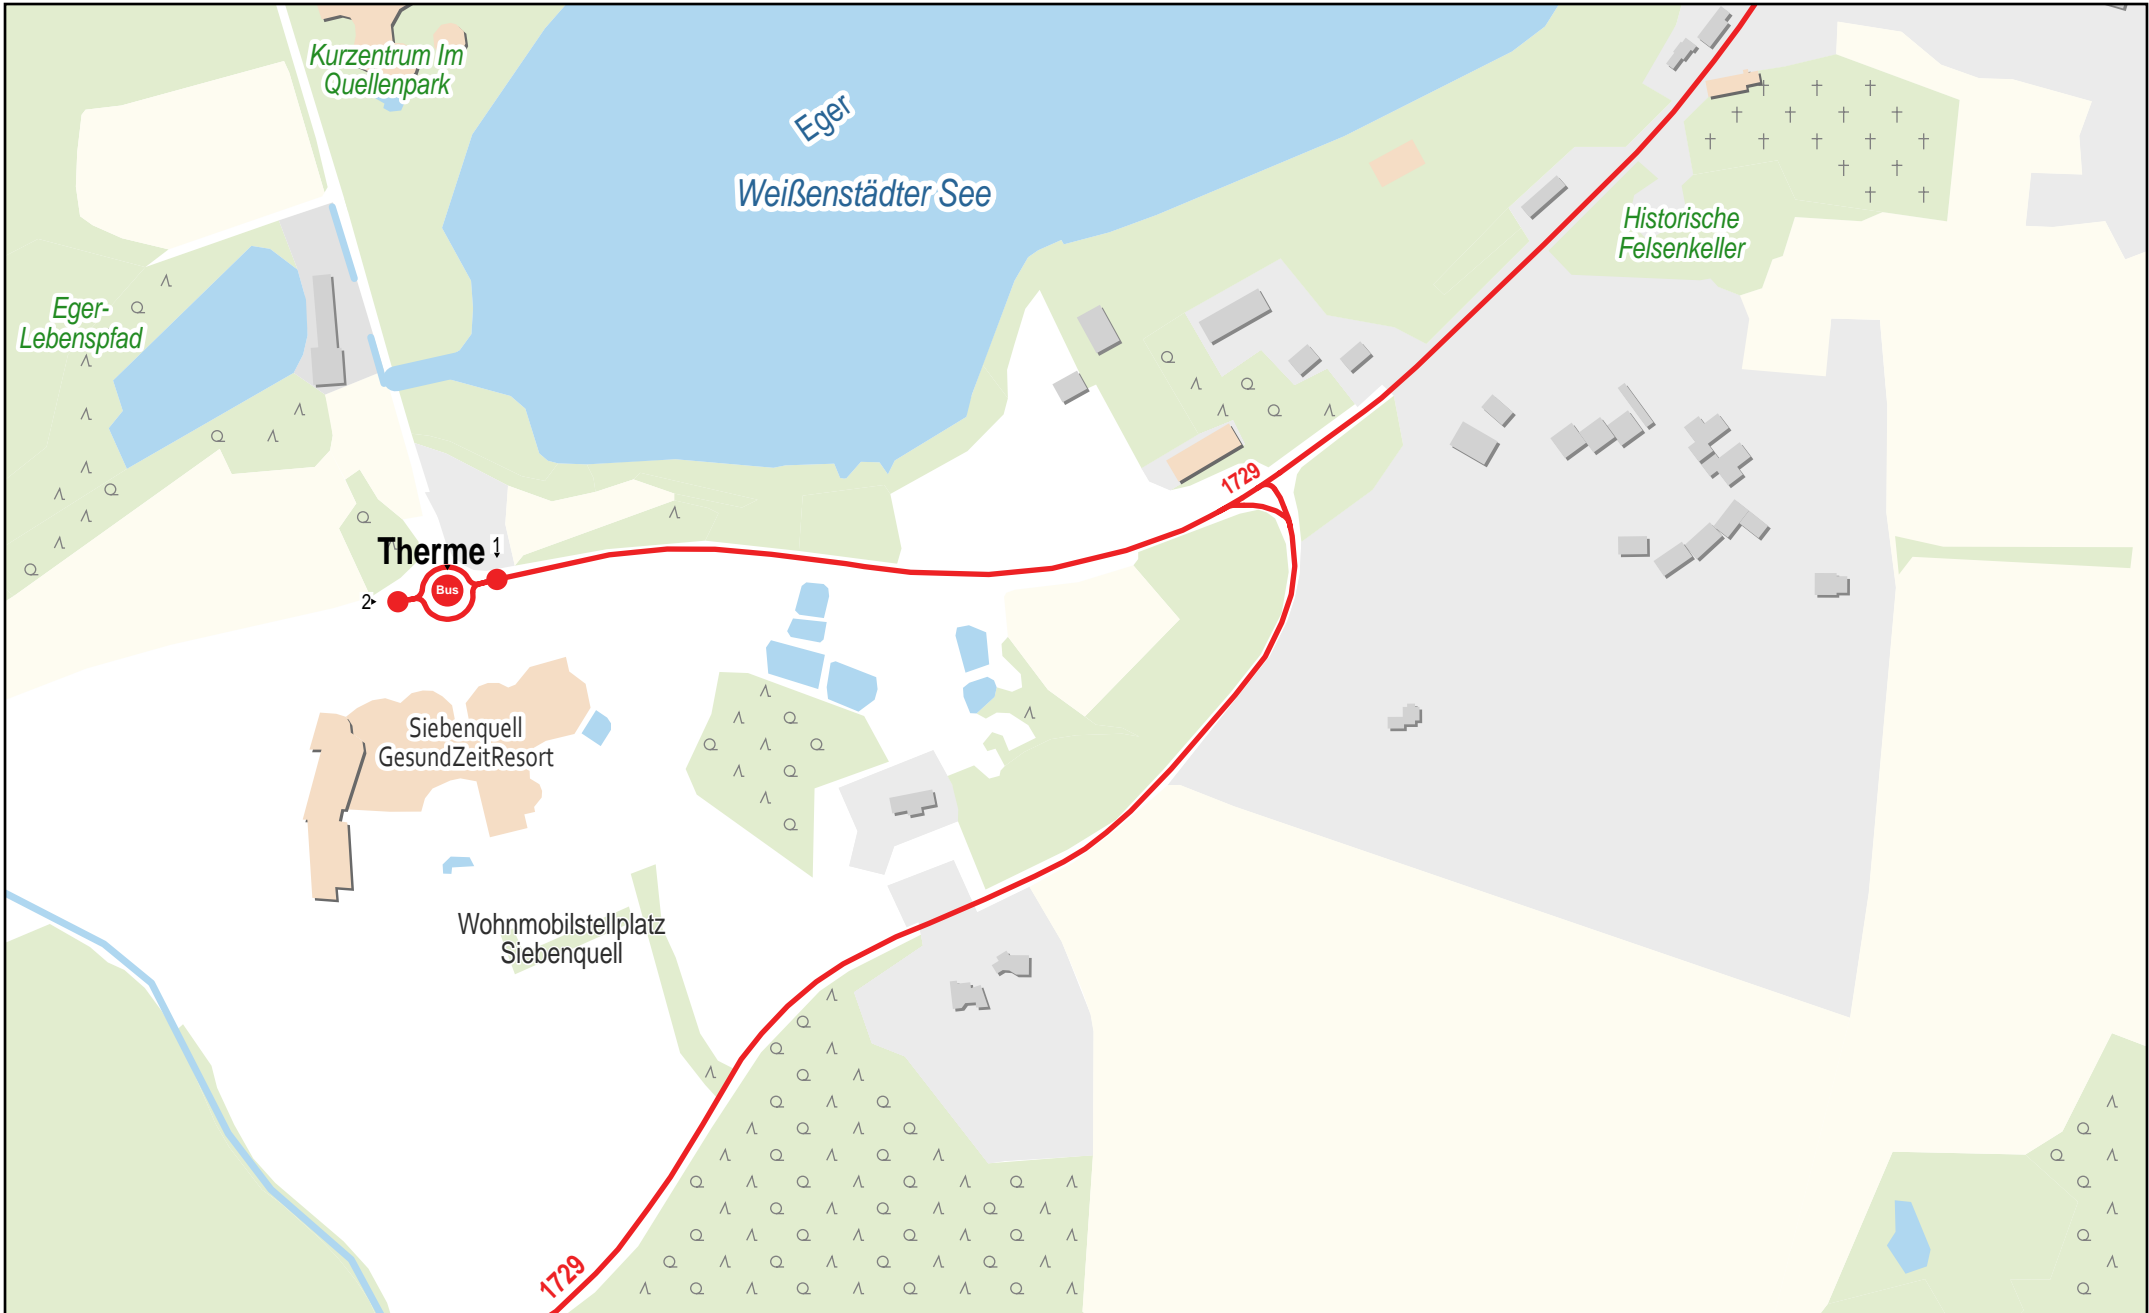 Kurzentrum Im
Quellenpark
Eger
Weißenstädter See
Historische
Felsenkeller
Eger-
Lebenspfad
1729
Therme
1
Bus
2
Siebenquell
GesundZeitResort
Wohnmobilstellplatz
Siebenquell
1729